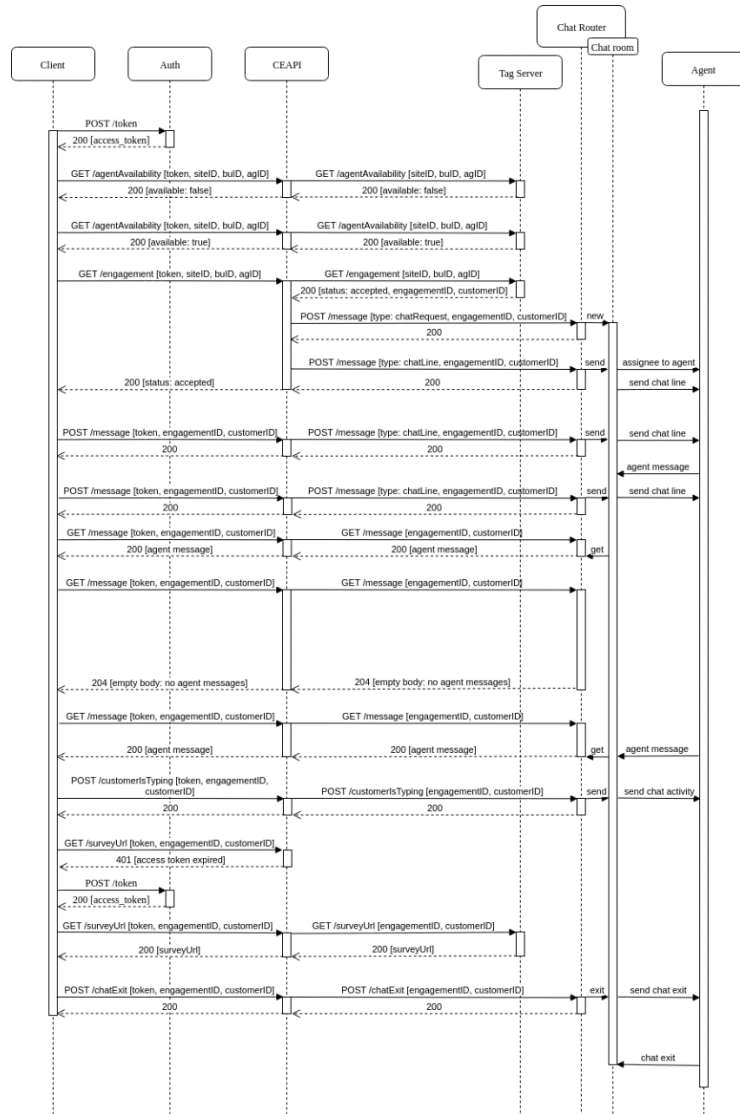 Chat Router
Chat room
Client
Auth
CEAPI
Tag Server
Agent
POST /token
200 [access_token]
GET /agentAvailability [token, siteID, buID, agID]
GET /agentAvailability [siteID, buID, agID]
200 [available: false]
200 [available: false]
GET /agentAvailability [token, siteID, buID, agID]
GET /agentAvailability [siteID, buID, agID]
200 [available: true]
200 [available: true]
GET /engagement [token, siteID, buID, agID]
GET /engagement [siteID, buID, agID]
200 [status: accepted, engagementID, customerID]
POST /message [type: chatRequest, engagementID, customerID]
new
200
POST /message [type: chatLine, engagementID, customerID]
send
assignee to agent
200 [status: accepted]
200
send chat line
POST /message [token, engagementID, customerID]
POST /message [type: chatLine, engagementID, customerID]
send
send chat line
200
200
agent message
POST /message [token, engagementID, customerID]
POST /message [type: chatLine, engagementID, customerID]
send
send chat line
200
200
GET /message [token, engagementID, customerID]
GET /message [engagementID, customerID]
200 [agent message]
200 [agent message]
get
GET /message [token, engagementID, customerID]
GET /message [engagementID, customerID]
204 [empty body: no agent messages]
204 [empty body: no agent messages]
GET /message [token, engagementID, customerID]
GET /message [engagementID, customerID]
200 [agent message]
200 [agent message]
get
agent message
POST /customerIsTyping [token, engagementID,
customerID]
POST /customerIsTyping [engagementID, customerID]
send
send chat activity
200
200
GET /surveyUrl [token, engagementID, customerID]
401 [access token expired]
POST /token
200 [access_token]
GET /surveyUrl [token, engagementID, customerID]
GET /surveyUrl [engagementID, customerID]
200 [surveyUrl]
200 [surveyUrl]
POST /chatExit [token, engagementID, customerID]
POST /chatExit [engagementID, customerID]
exit
send chat exit
200
200
chat exit